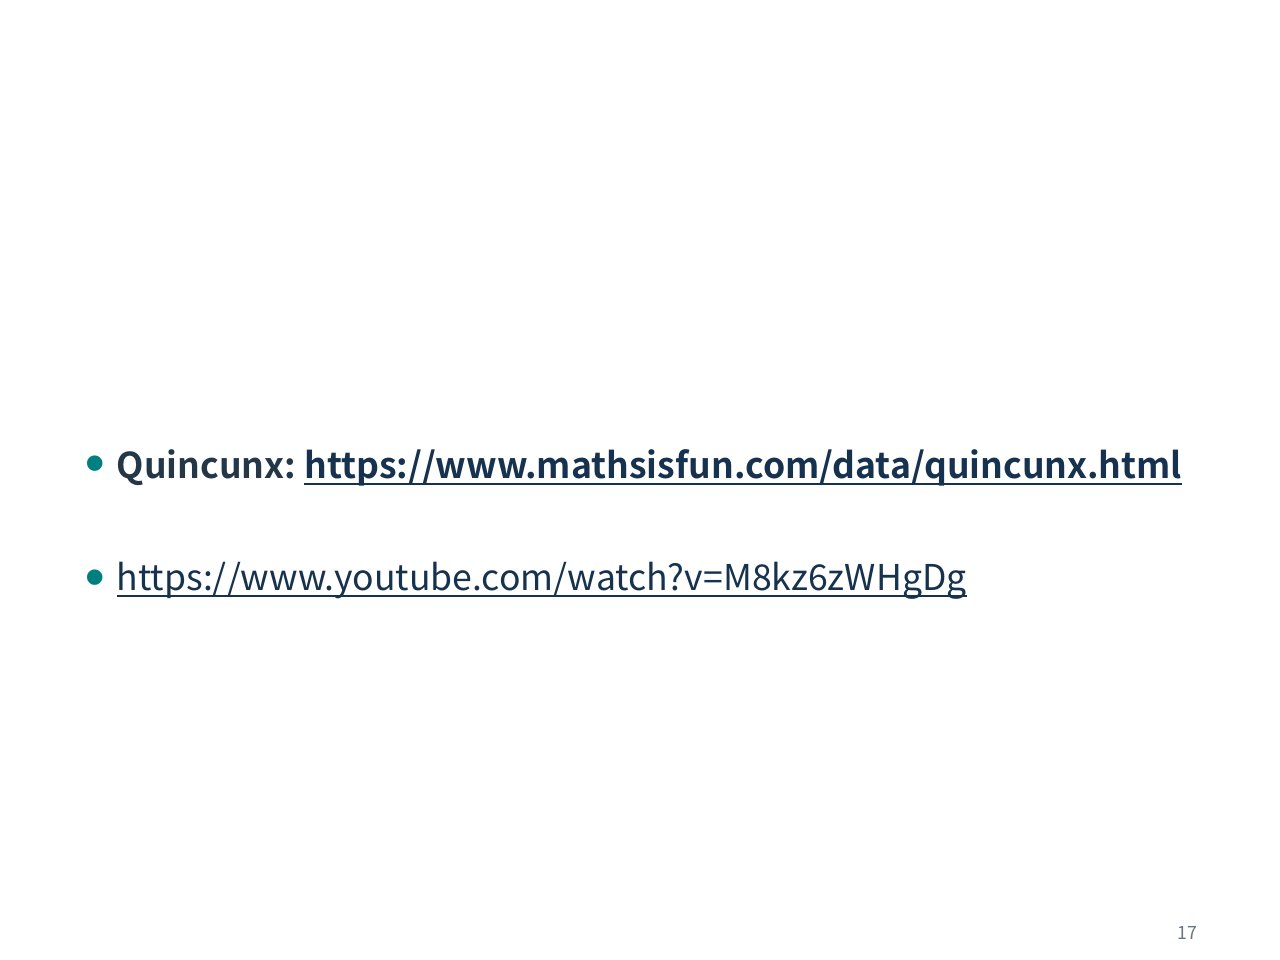 • Quincunx: https://www.mathsisfun.com/data/quincunx.html
• https://www.youtube.com/watch?v=M8kz6zWHgDg
17